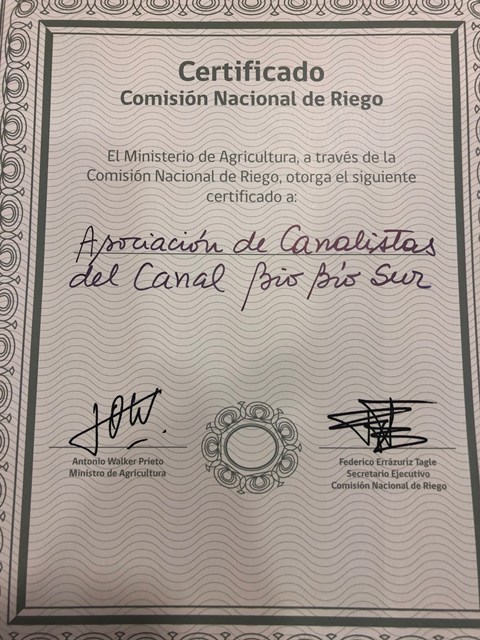 Certificado
Comisión Nacional de Riego
El Ministerio de Agricultura, a través de la
Comisión Nacional de Riego, otorga el siguiente
certificado a:
Asociación de Canalistas
del Canal Bio Bío Sur
Antonio Walker Prieto
Ministro de Agricultura
Federico Errázuriz Tagle
Secretario Ejecutivo
Comisión Nacional de Riego